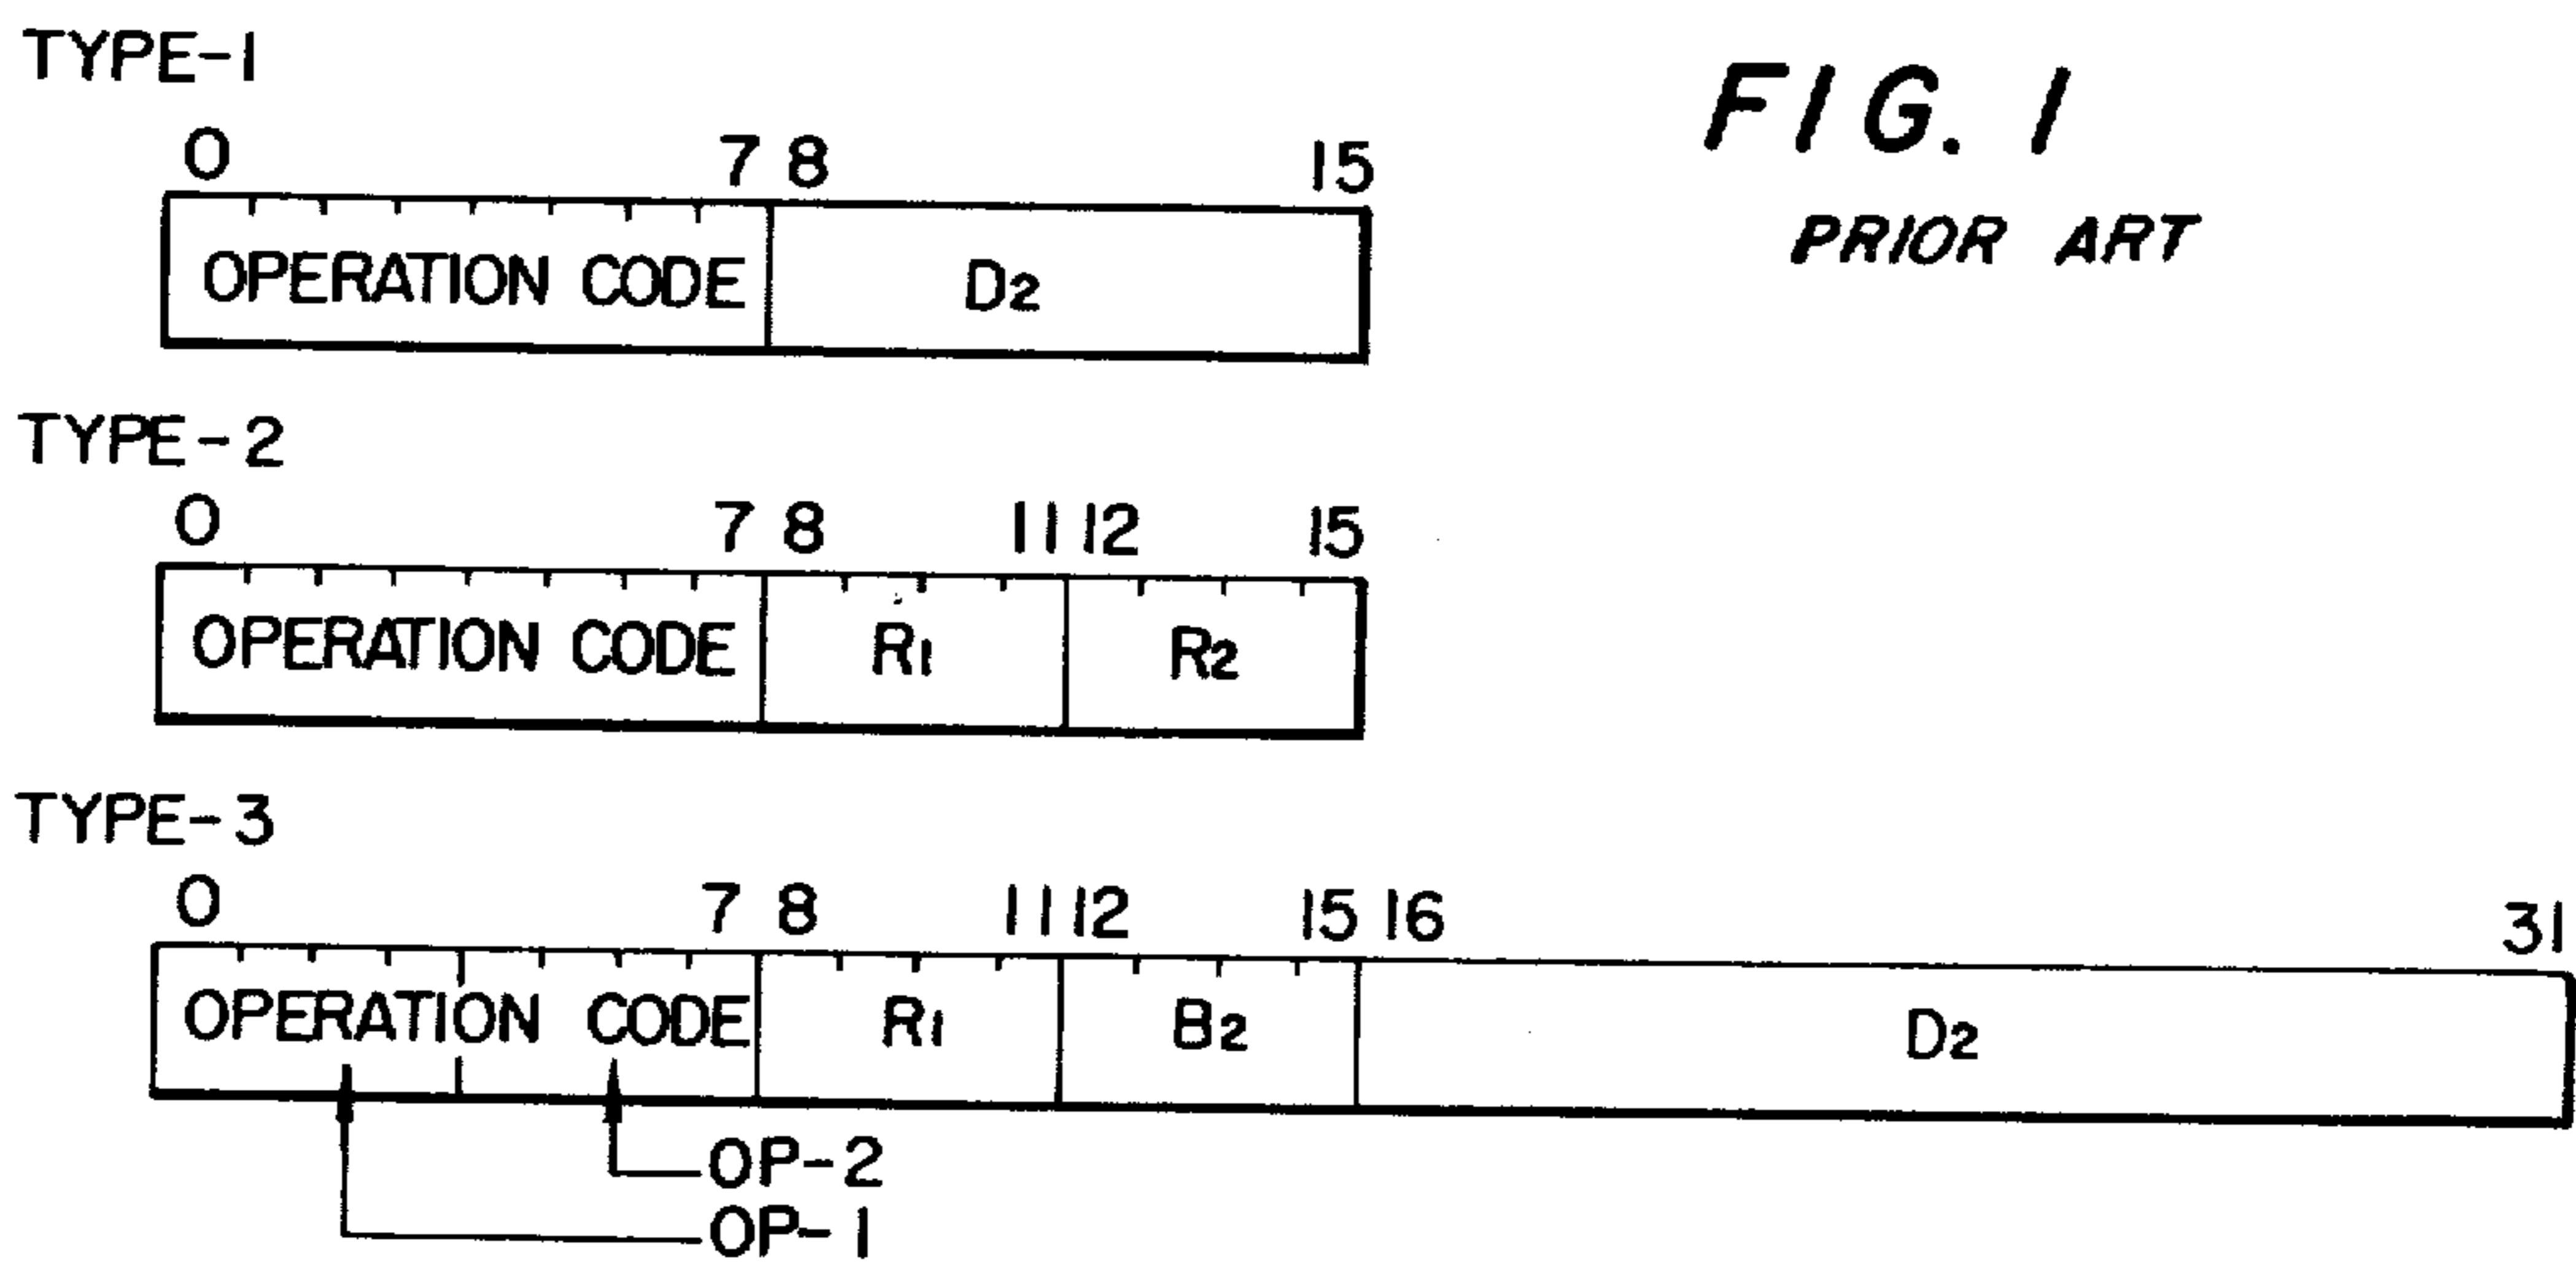 TYPE-1
FIG. 1
PRIOR ART
0 7 8 15
OPERATION CODE D2
TYPE-2
0 7 8 11 12 15
OPERATION CODE R1 R2
TYPE-3
0 7 8 11 12 15 16 31
OPERATION CODE R1 B2 D2
OP-2
OP-1